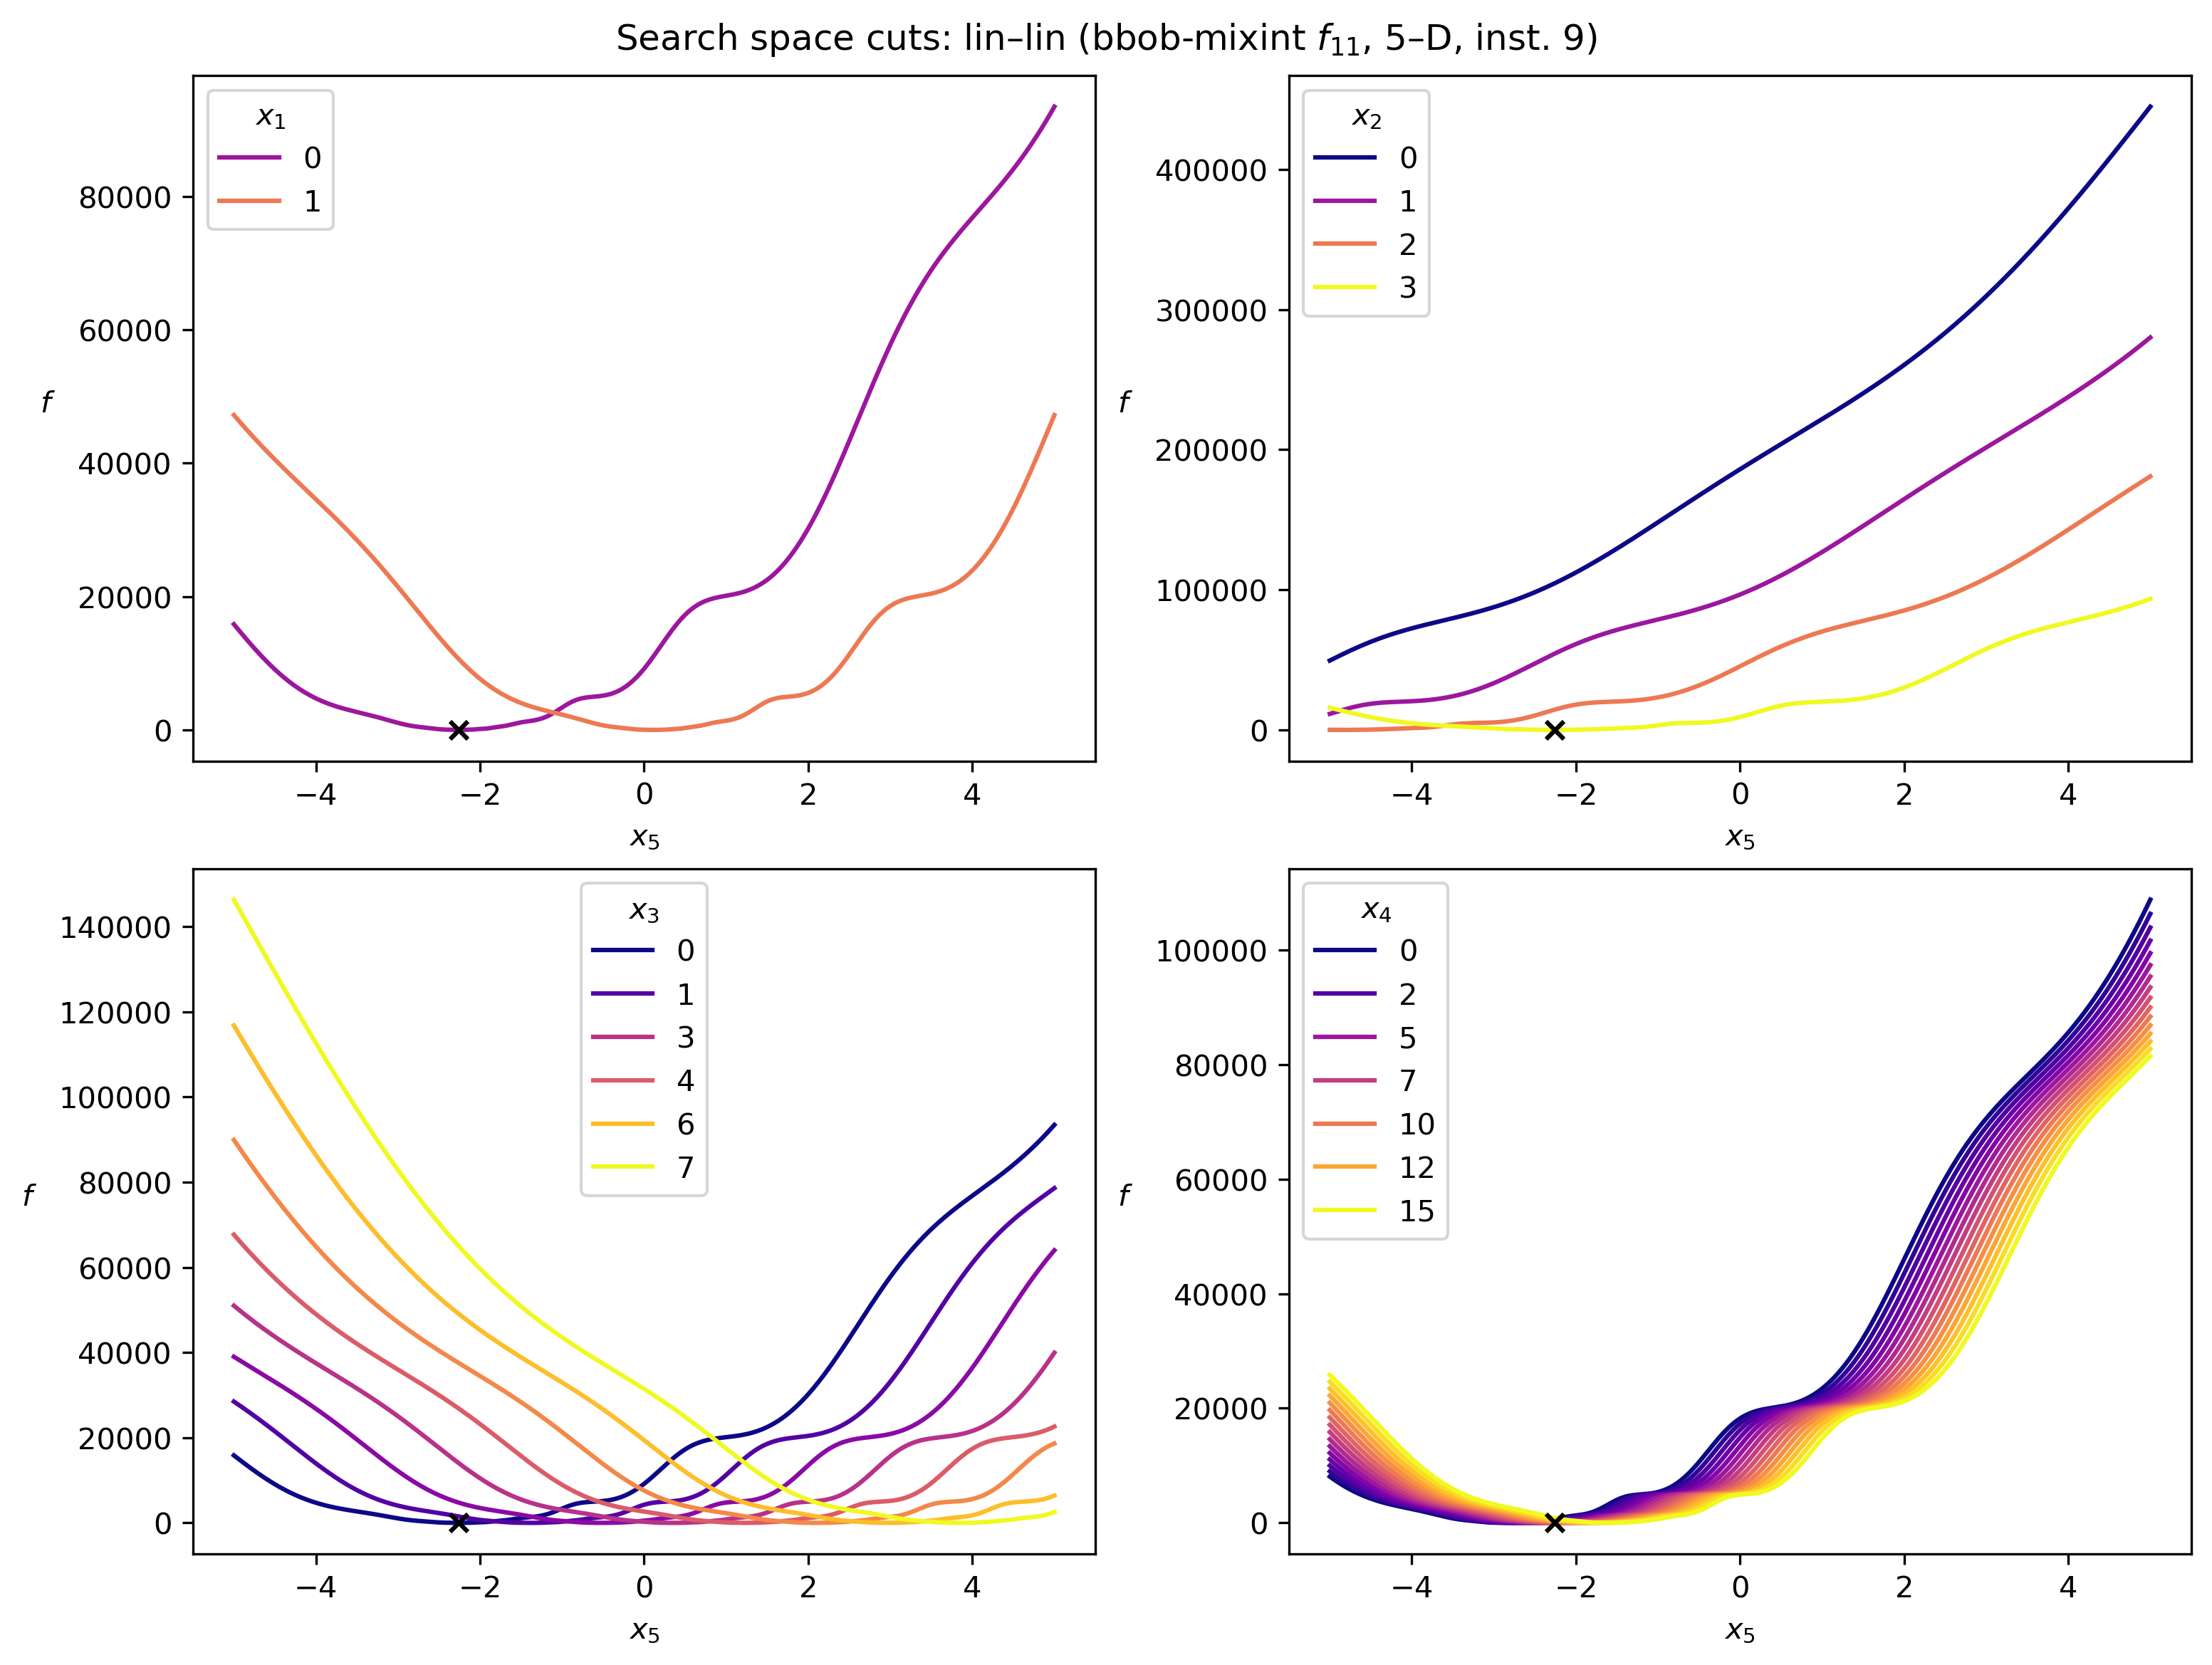 Search space cuts: lin–lin (bbob-mixint f11, 5–D, inst. 9)
x1
0
1
80000
60000
40000
20000
0
f
−4 −2 0 2 4
x5
x2
0
1
2
3
400000
300000
200000
100000
0
f
−4 −2 0 2 4
x5
x3
0
1
3
4
6
7
140000
120000
100000
80000
60000
40000
20000
0
f
−4 −2 0 2 4
x5
x4
0
2
5
7
10
12
15
100000
80000
60000
40000
20000
0
f
−4 −2 0 2 4
x5